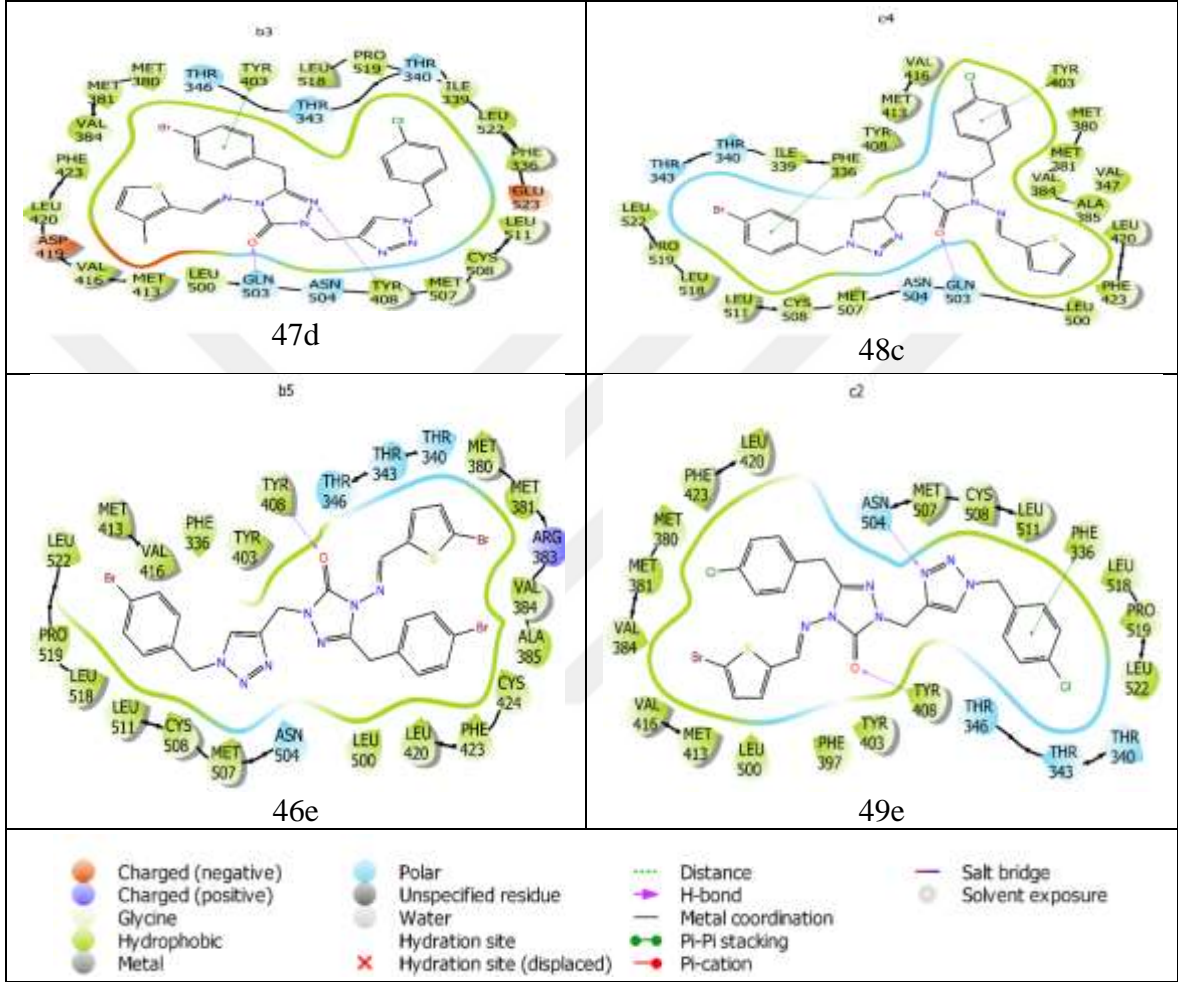 b3
MET 380
MET 381
VAL 384
PHE 423
LEU 420
ASP 419
VAL 416
MET 413
THR 346
TYR 403
THR 343
LEU 518
PRO 519
THR 340
ILE 339
LEU 522
PHE 336
GLU 523
LEU 511
CYS 508
MET 507
TYR 408
ASN 504
GLN 503
LEU 500
Br
S
N
N
N
O
N
N
N
N
Cl
47d
c4
VAL 416
MET 413
TYR 408
PHE 336
ILE 339
THR 340
THR 343
LEU 522
PRO 519
LEU 518
LEU 511
CYS 508
MET 507
ASN 504
GLN 503
LEU 500
PHE 423
LEU 420
ALA 385
VAL 347
VAL 384
MET 381
MET 380
TYR 403
Cl
Br
N
N
N
N
N
N
N
O
S
48c
b5
TYR 408
THR 346
THR 343
THR 340
MET 380
MET 381
ARG 383
VAL 384
ALA 385
CYS 424
PHE 423
LEU 420
LEU 500
ASN 504
MET 507
CYS 508
LEU 511
LEU 518
PRO 519
LEU 522
MET 413
VAL 416
PHE 336
TYR 403
Br
Br
Br
S
O
N
N
N
N
N
N
N
46e
c2
LEU 420
PHE 423
MET 380
MET 381
VAL 384
VAL 416
MET 413
LEU 500
PHE 397
TYR 403
TYR 408
THR 346
THR 343
THR 340
LEU 522
PRO 519
LEU 518
PHE 336
LEU 511
CYS 508
MET 507
ASN 504
Cl
Br
S
N
N
N
N
O
N
N
N
Cl
49e
Charged (negative)
Charged (positive)
Glycine
Hydrophobic
Metal
Polar
Unspecified residue
Water
Hydration site
Hydration site (displaced)
Distance
H-bond
Metal coordination
Pi-Pi stacking
Pi-cation
Salt bridge
Solvent exposure